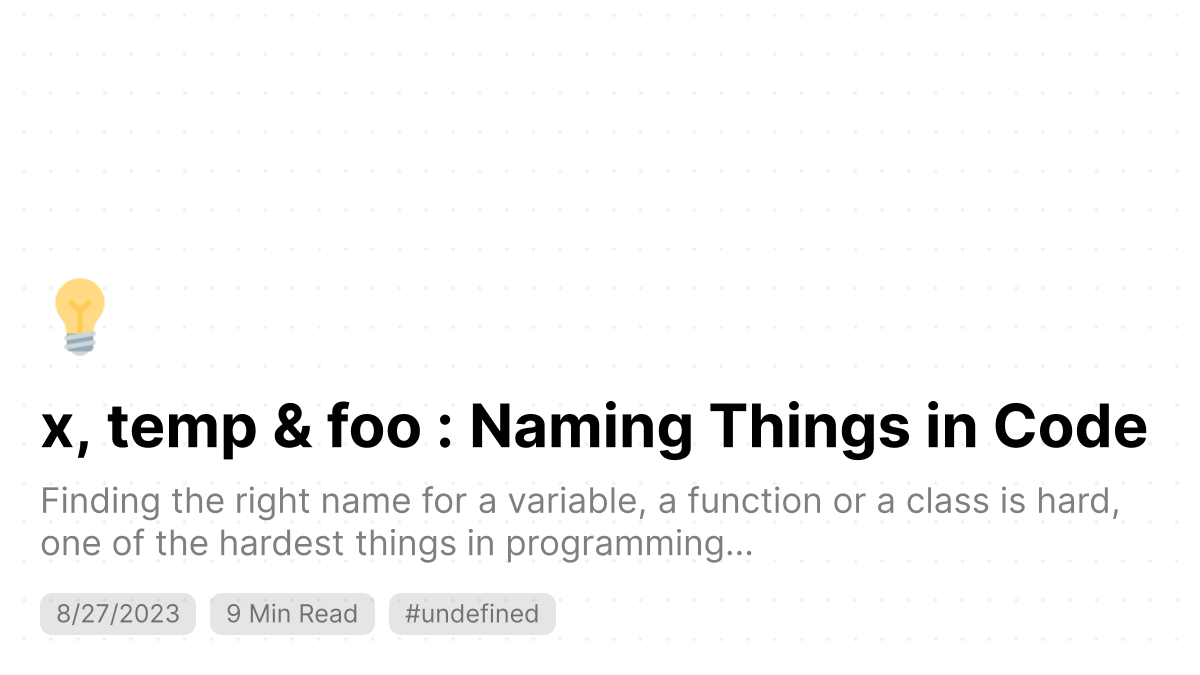 x, temp & foo : Naming Things in Code
Finding the right name for a variable, a function or a class is hard,
one of the hardest things in programming...
8/27/2023 9 Min Read #undefined